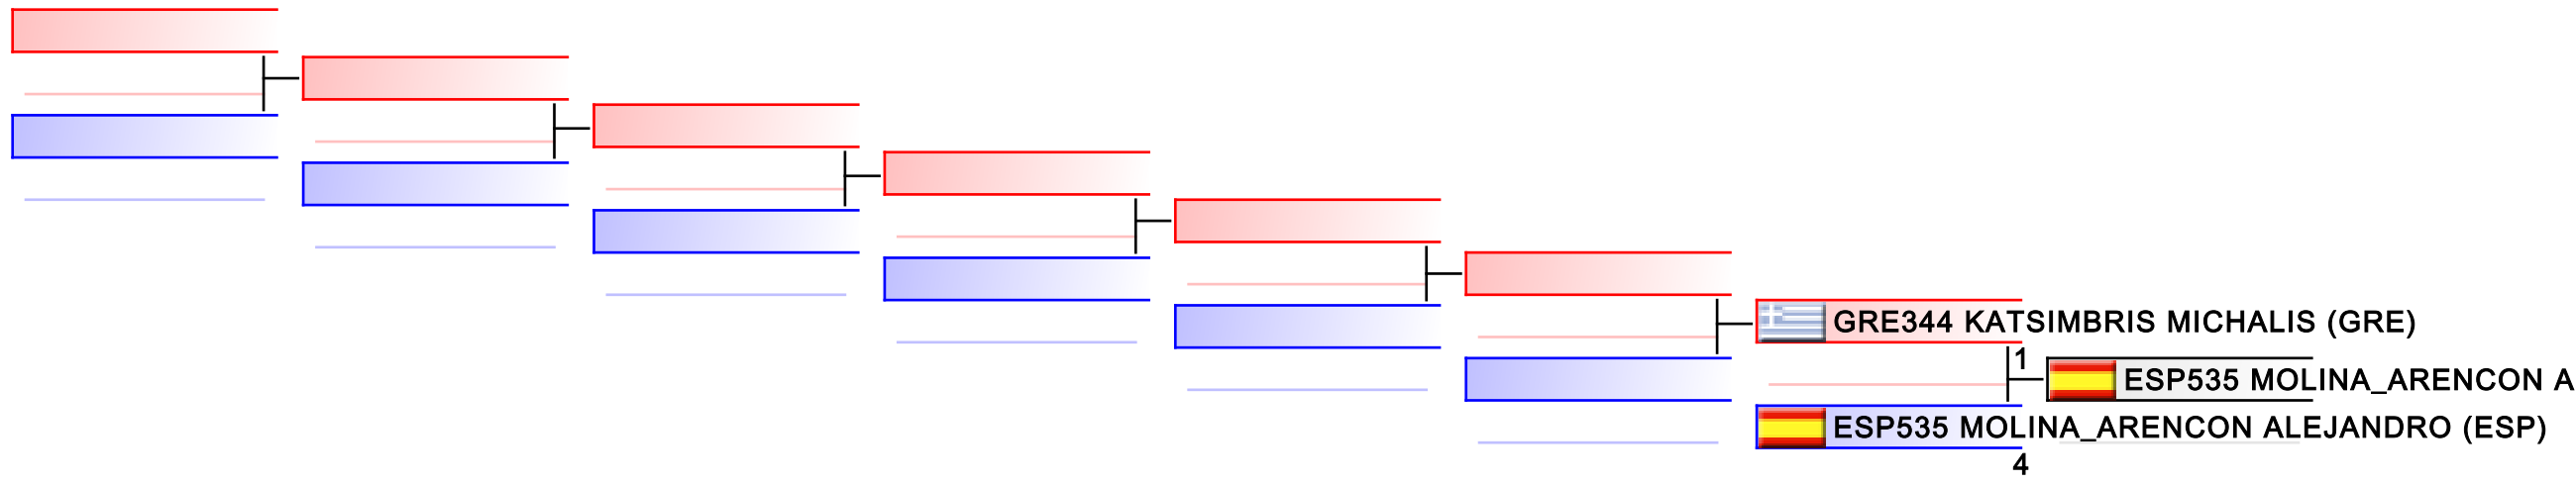 GRE344 KATSIMBRIS MICHALIS (GRE)
1
ESP535 MOLINA_ARENCON A
ESP535 MOLINA_ARENCON ALEJANDRO (ESP)
4